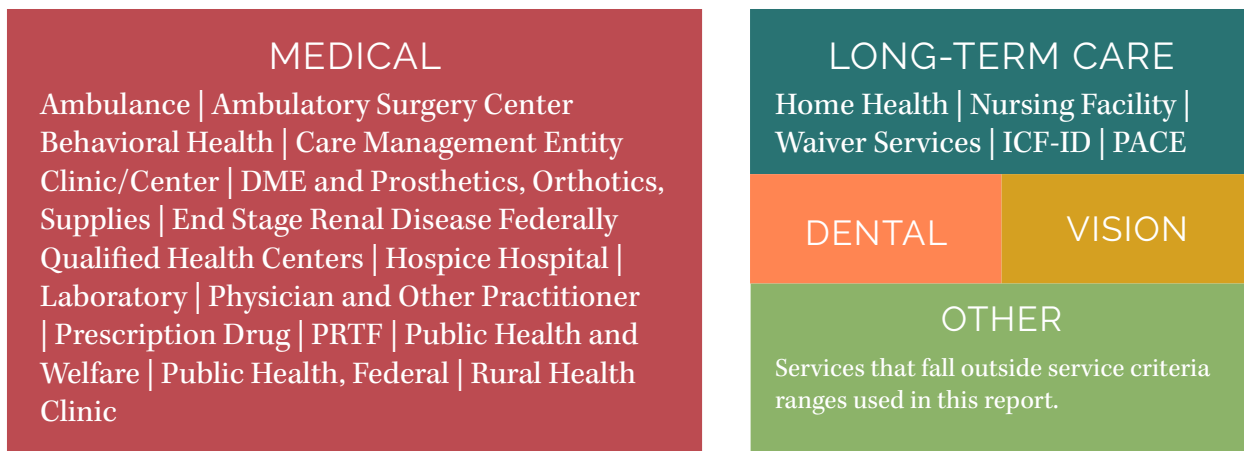 MEDICAL
Ambulance | Ambulatory Surgery Center
Behavioral Health | Care Management Entity
Clinic/Center | DME and Prosthetics, Orthotics,
Supplies | End Stage Renal Disease Federally
Qualified Health Centers | Hospice Hospital |
Laboratory | Physician and Other Practitioner
| Prescription Drug | PRTF | Public Health and
Welfare | Public Health, Federal | Rural Health
Clinic
LONG-TERM CARE
Home Health | Nursing Facility |
Waiver Services | ICF-ID | PACE
DENTAL
VISION
OTHER
Services that fall outside service criteria
ranges used in this report.